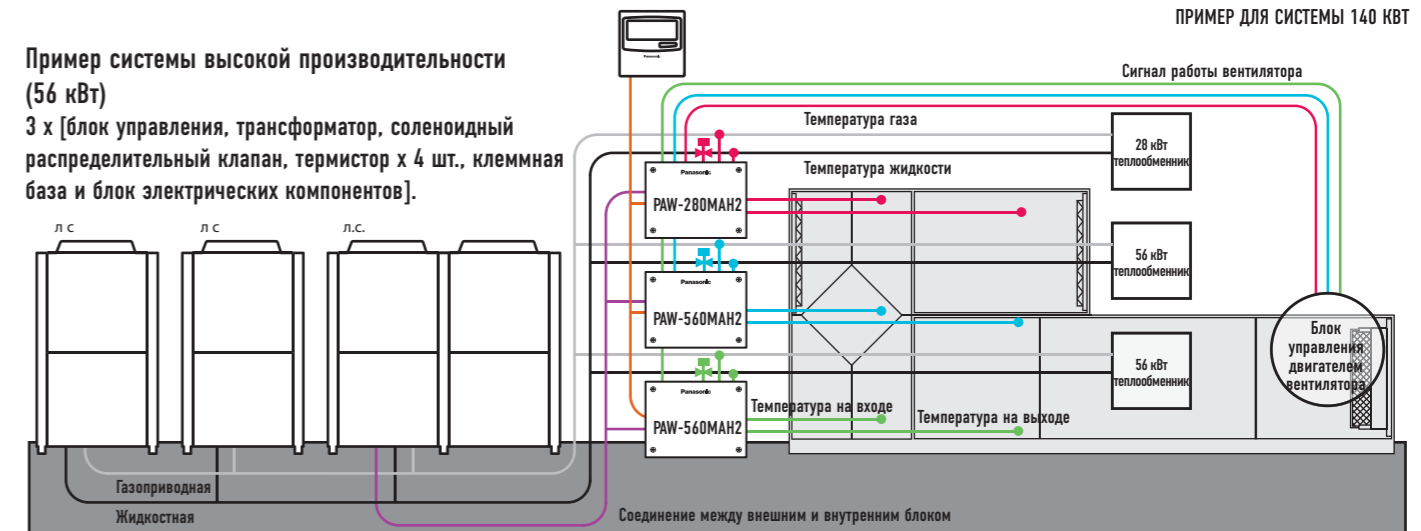 ПРИМЕР ДЛЯ СИСТЕМЫ 140 КВТ
Пример системы высокой производительности
(56 кВт)
3 х [блок управления, трансформатор, соленоидный
распределительный клапан, термистор х 4 шт., клеммная
база и блок электрических компонентов].
Panasonic
Сигнал работы вентилятора
Температура газа
Температура жидкости
28 кВт
теплообменник
Panasonic
PAW-280MAH2
л с
л с
л.с.
56 кВт
теплообменник
Panasonic
PAW-560MAH2
Блок
управления
двигателем
вентилятора
56 кВт
теплообменник
Panasonic
PAW-560MAH2
Температура на входе
Температура на выходе
Газоприводная
Жидкостная
Соединение между внешним и внутренним блоком